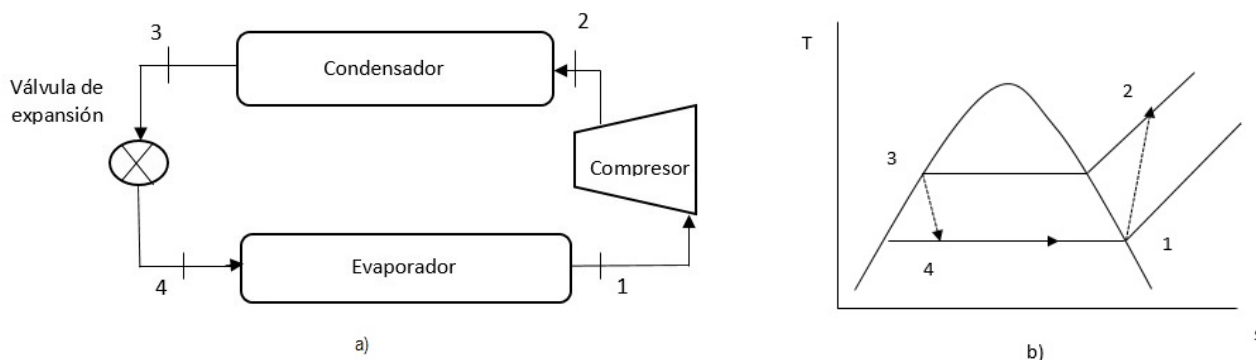 3
2
Condensador
Válvula de
expansión
Compresor
Evaporador
4
1
a)
T
2
3
1
4
s
b)